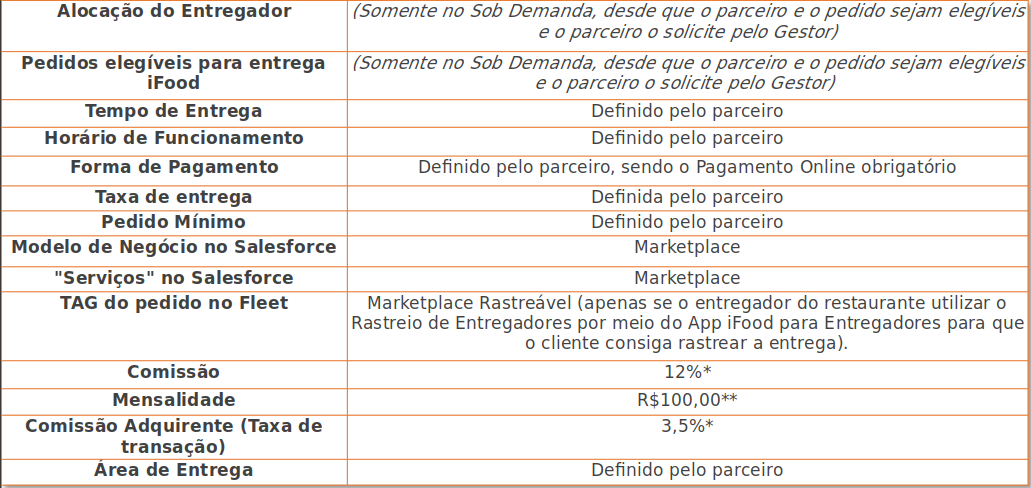 Alocação do Entregador
(Somente no Sob Demanda, desde que o parceiro e o pedido sejam elegíveis
e o parceiro o solicite pelo Gestor)
Pedidos elegíveis para entrega
iFood
(Somente no Sob Demanda, desde que o parceiro e o pedido sejam elegíveis
e o parceiro o solicite pelo Gestor)
Tempo de Entrega
Definido pelo parceiro
Horário de Funcionamento
Definido pelo parceiro
Forma de Pagamento
Definido pelo parceiro, sendo o Pagamento Online obrigatório
Taxa de entrega
Definida pelo parceiro
Pedido Mínimo
Definido pelo parceiro
Modelo de Negócio no Salesforce
Marketplace
"Serviços" no Salesforce
Marketplace
TAG do pedido no Fleet
Marketplace Rastreável (apenas se o entregador do restaurante utilizar o
Rastreio de Entregadores por meio do App iFood para Entregadores para que
o cliente consiga rastrear a entrega).
Comissão
12%*
Mensalidade
R$100,00**
Comissão Adquirente (Taxa de
transação)
3,5%*
Área de Entrega
Definido pelo parceiro